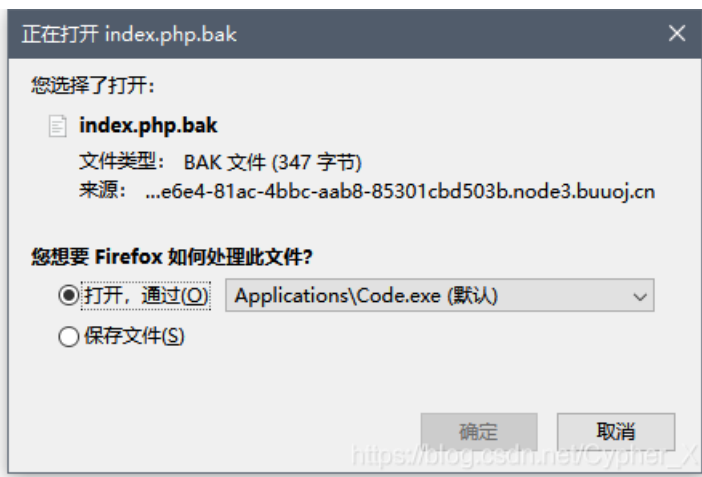 正在打开 index.php.bak
您选择了打开：
index.php.bak
文件类型： BAK 文件 (347 字节)
来源： ...e6e4-81ac-4bbc-aab8-85301cbd503b.node3.buuoj.cn
您想要 Firefox 如何处理此文件?
打开，通过(O) Applications\Code.exe (默认)
保存文件(S)
确定 取消
https://blog.csdn.net/Cypher_X